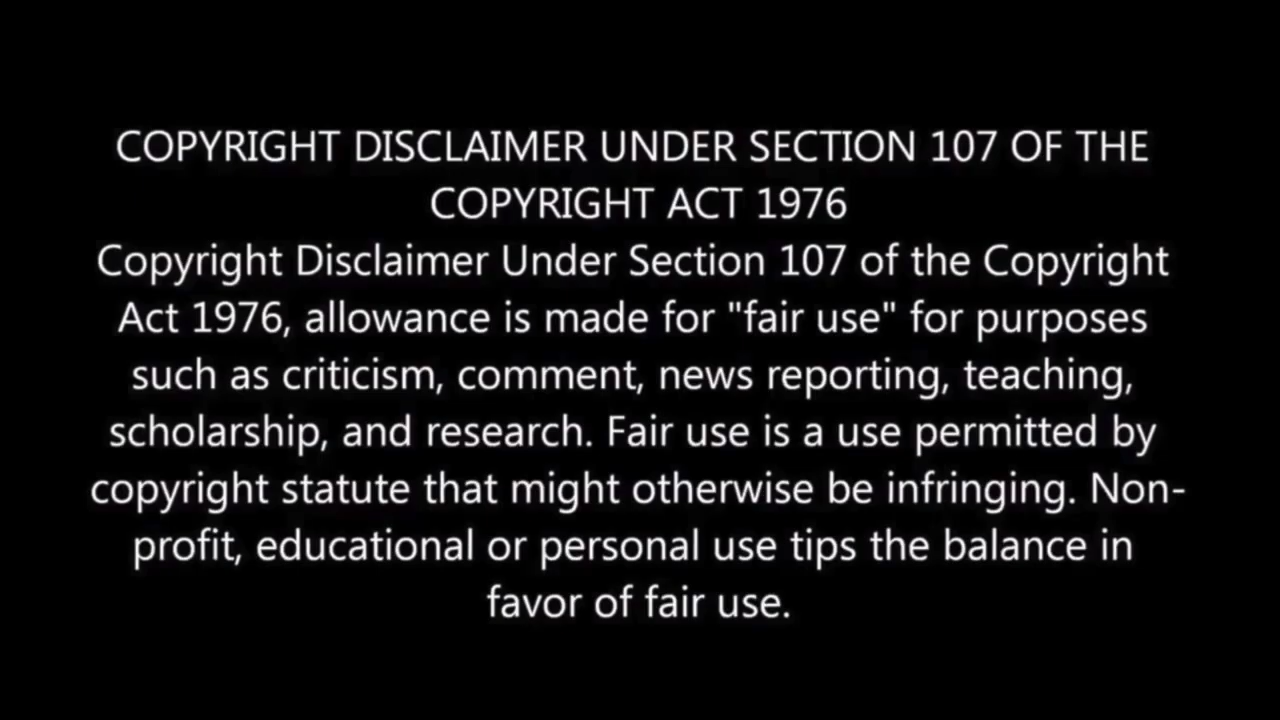 COPYRIGHT DISCLAIMER UNDER SECTION 107 OF THE
COPYRIGHT ACT 1976
Copyright Disclaimer Under Section 107 of the Copyright
Act 1976, allowance is made for "fair use" for purposes
such as criticism, comment, news reporting, teaching,
scholarship, and research. Fair use is a use permitted by
copyright statute that might otherwise be infringing. Non-
profit, educational or personal use tips the balance in
favor of fair use.